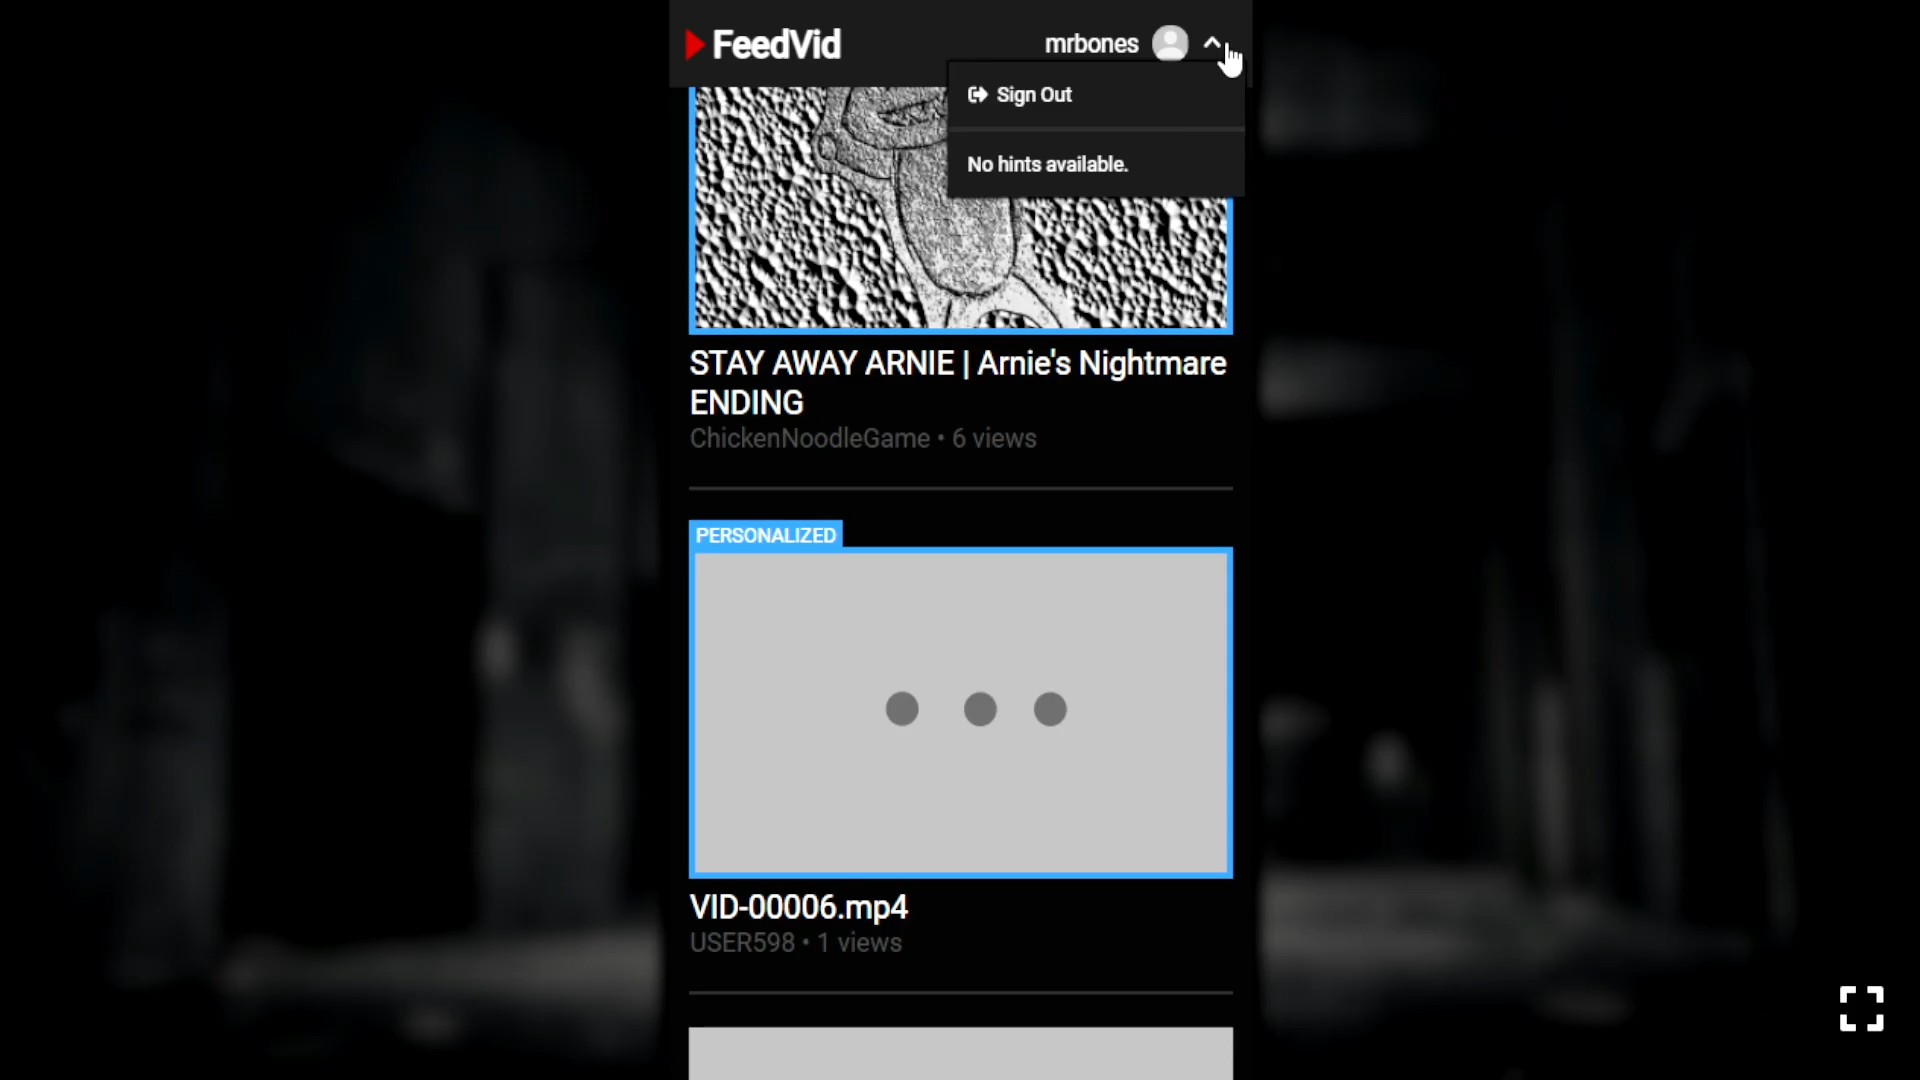 FeedVid
mrbones
Sign Out
No hints available.
STAY AWAY ARNIE | Arnie's Nightmare
ENDING
ChickenNoodleGame • 6 views
PERSONALIZED
VID-00006.mp4
USER598 • 1 views